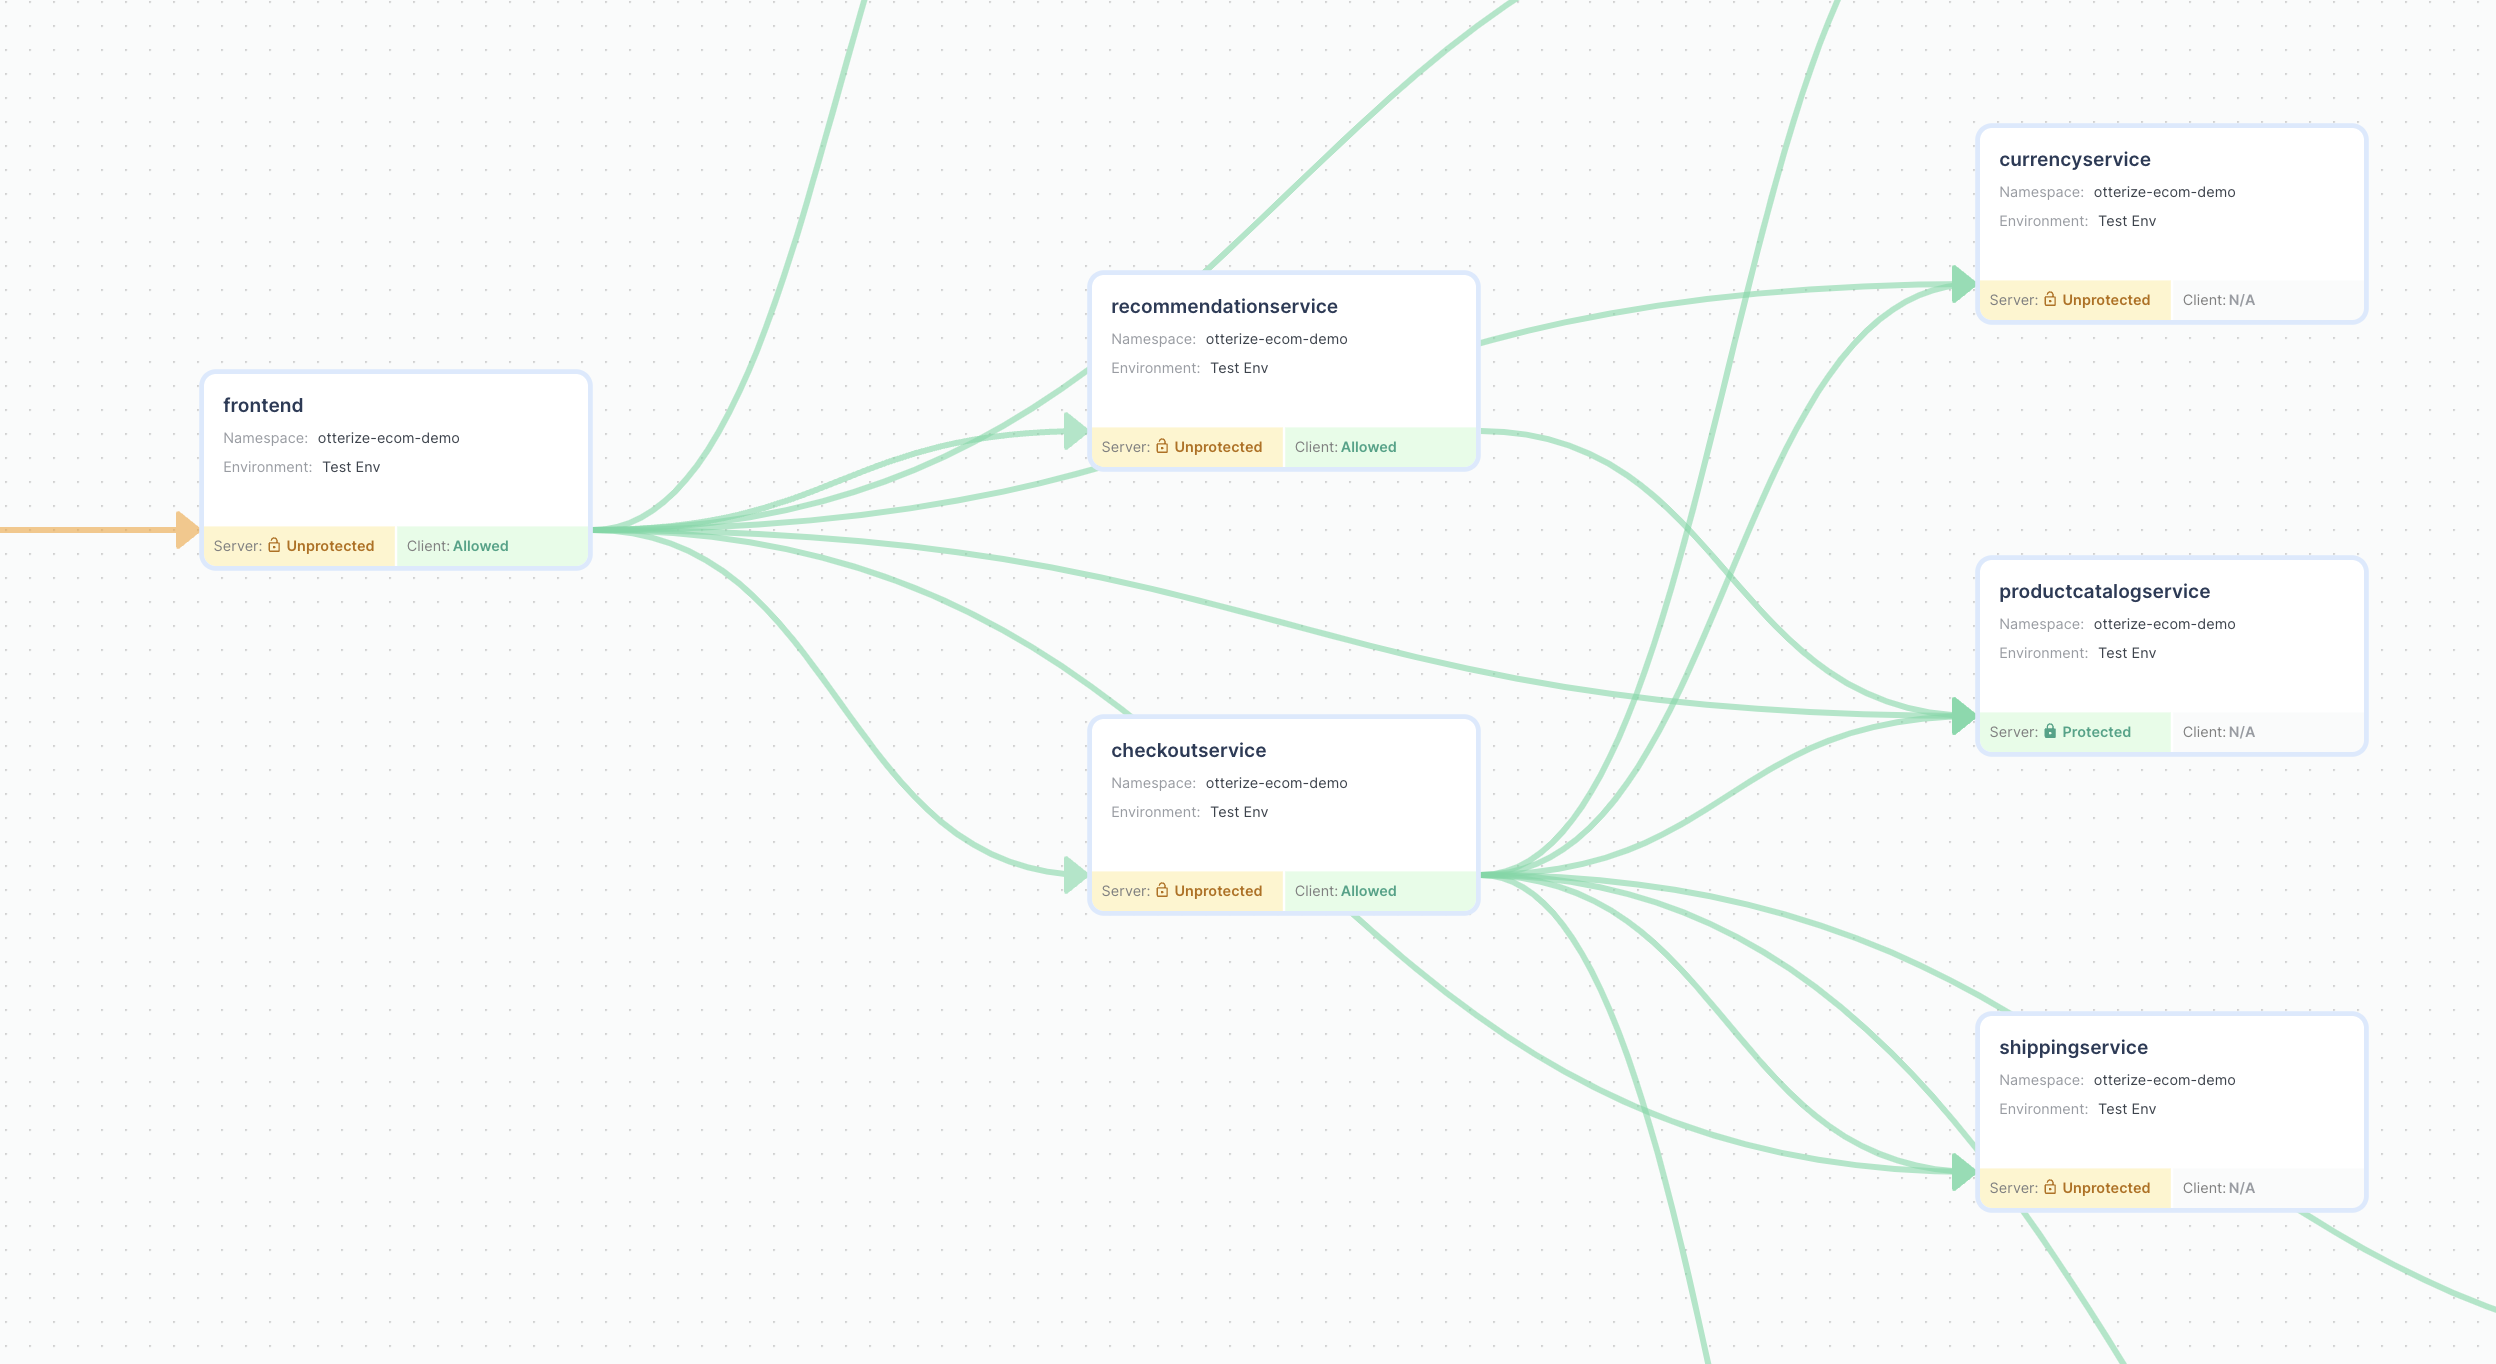 frontend
Namespace: otterize-ecom-demo
Environment: Test Env
Server: Unprotected Client: Allowed
recommendationservice
Namespace: otterize-ecom-demo
Environment: Test Env
Server: Unprotected Client: Allowed
checkoutservice
Namespace: otterize-ecom-demo
Environment: Test Env
Server: Unprotected Client: Allowed
currencyservice
Namespace: otterize-ecom-demo
Environment: Test Env
Server: Unprotected Client: N/A
productcatalogservice
Namespace: otterize-ecom-demo
Environment: Test Env
Server: Protected Client: N/A
shippingservice
Namespace: otterize-ecom-demo
Environment: Test Env
Server: Unprotected Client: N/A